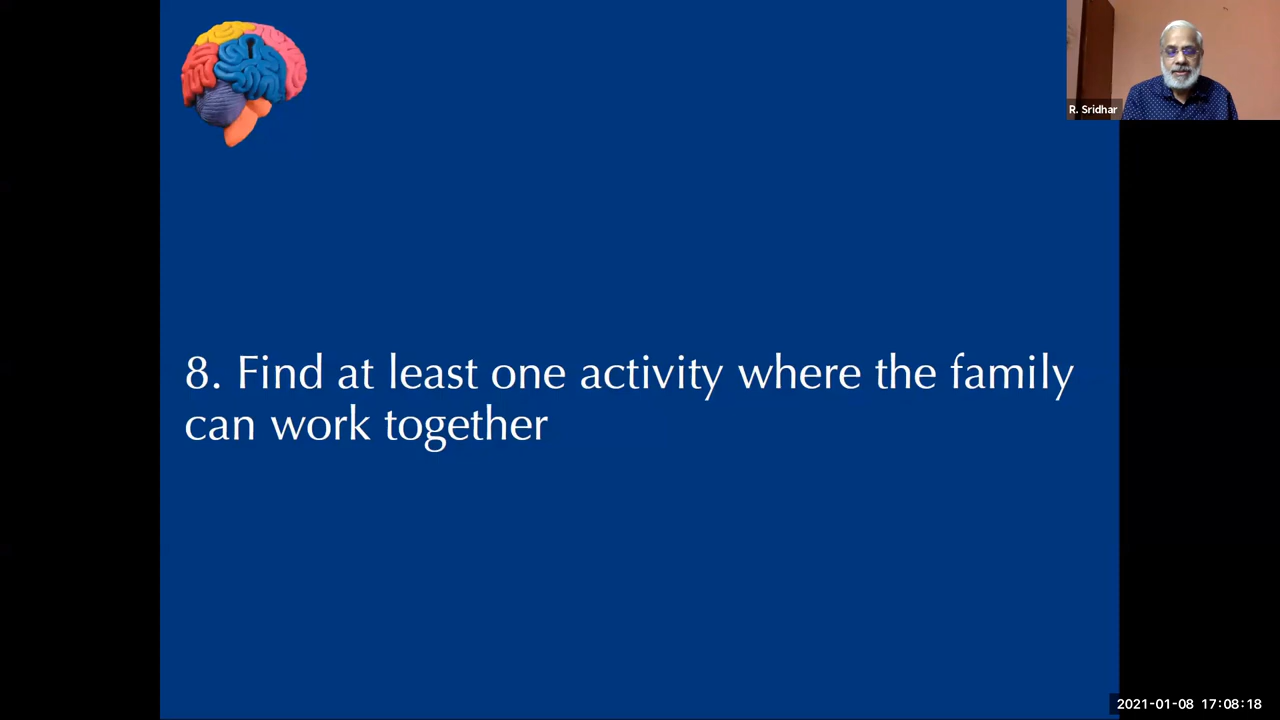 R. Sridhar
8. Find at least one activity where the family
can work together
2021-01-08 17:08:18